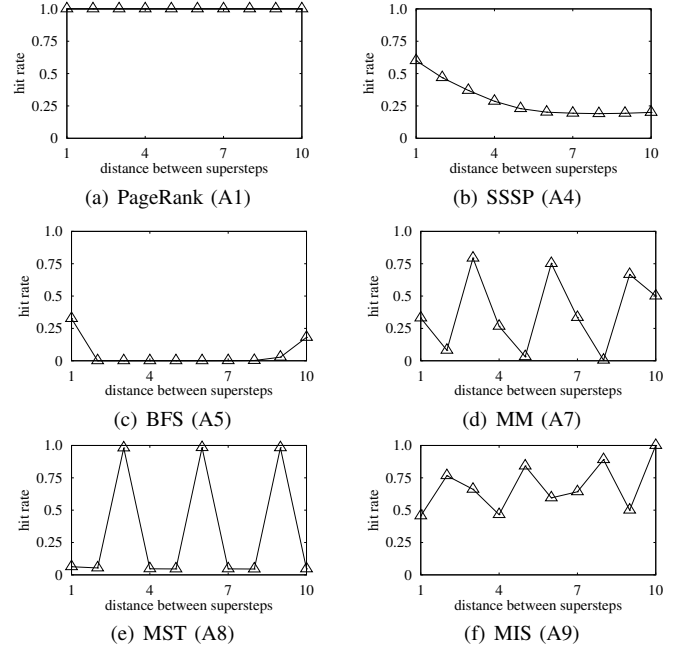 1.0
0.75
0.5
0.25
0
hit rate
1 4 7 10
distance between supersteps
(a) PageRank (A1)
1.0
0.75
0.5
0.25
0
hit rate
1 4 7 10
distance between supersteps
(b) SSSP (A4)
1.0
0.75
0.5
0.25
0
hit rate
1 4 7 10
distance between supersteps
(c) BFS (A5)
1.0
0.75
0.5
0.25
0
hit rate
1 4 7 10
distance between supersteps
(d) MM (A7)
1.0
0.75
0.5
0.25
0
hit rate
1 4 7 10
distance between supersteps
(e) MST (A8)
1.0
0.75
0.5
0.25
0
hit rate
1 4 7 10
distance between supersteps
(f) MIS (A9)